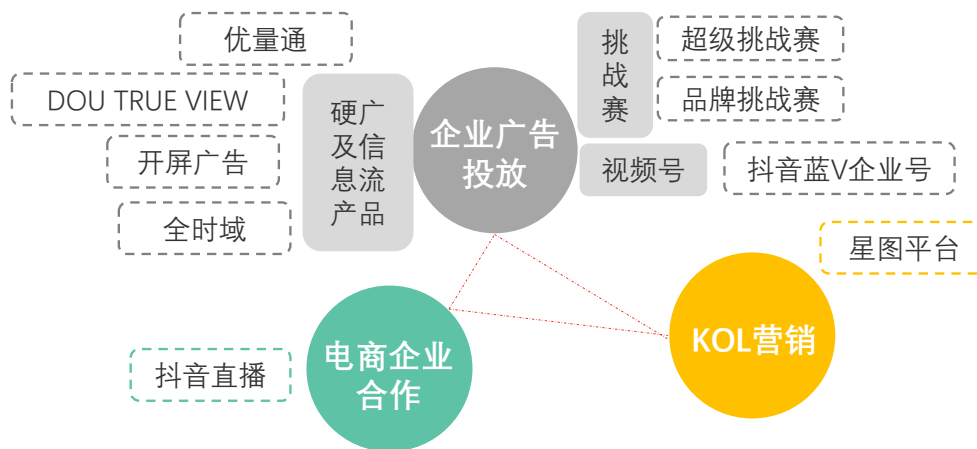 优量通
DOU TRUE VIEW
开屏广告
全时域
硬广
及信
息流
产品
企业广告
投放
挑
战
赛
超级挑战赛
品牌挑战赛
视频号
抖音蓝V企业号
星图平台
KOL营销
电商企业
合作
抖音直播